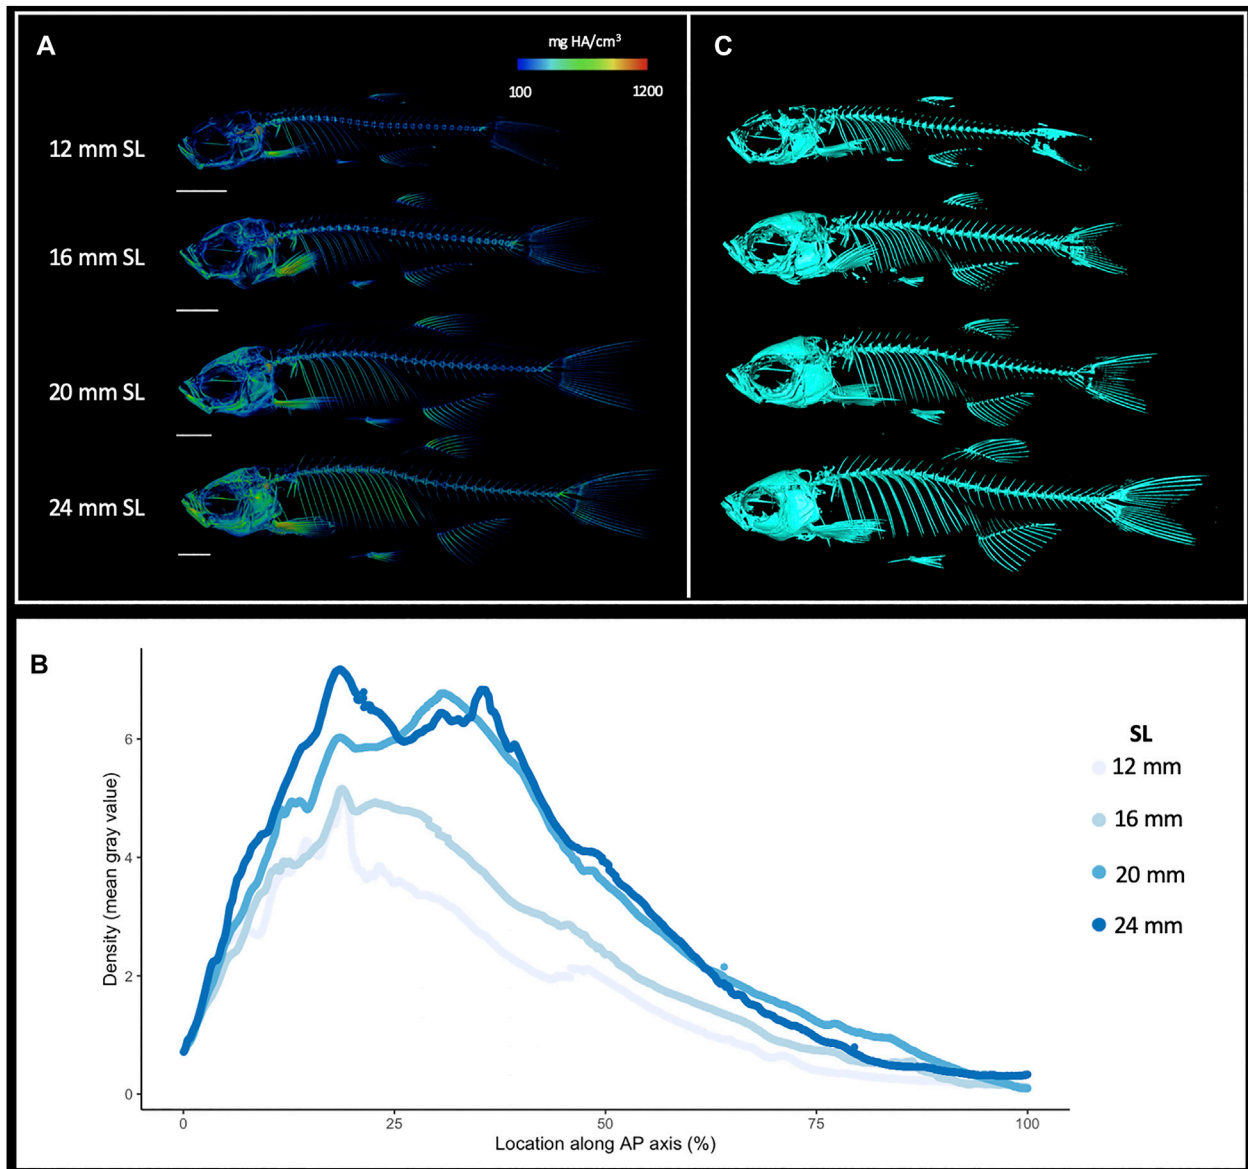 A
mg HA/cm³
100 1200
12 mm SL
16 mm SL
20 mm SL
24 mm SL
C
B
Density (mean gray value)
6
4
2
0
0 25 50 75 100
Location along AP axis (%)
SL
12 mm
16 mm
20 mm
24 mm